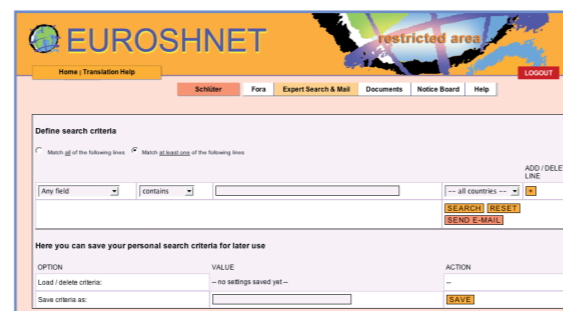 EUROSHNET
restricted area
Home | Translation Help
LOGOUT
Schlüter Fora Expert Search & Mail Documents Notice Board Help
Define search criteria
Match all of the following lines Match at least one of the following lines
ADD / DELE
LINE
Any field contains -- all countries -- +
SEARCH RESET
SEND E-MAIL
Here you can save your personal search criteria for later use
OPTION VALUE ACTION
Load / delete criteria: -- no settings saved yet -- --
Save criteria as: SAVE